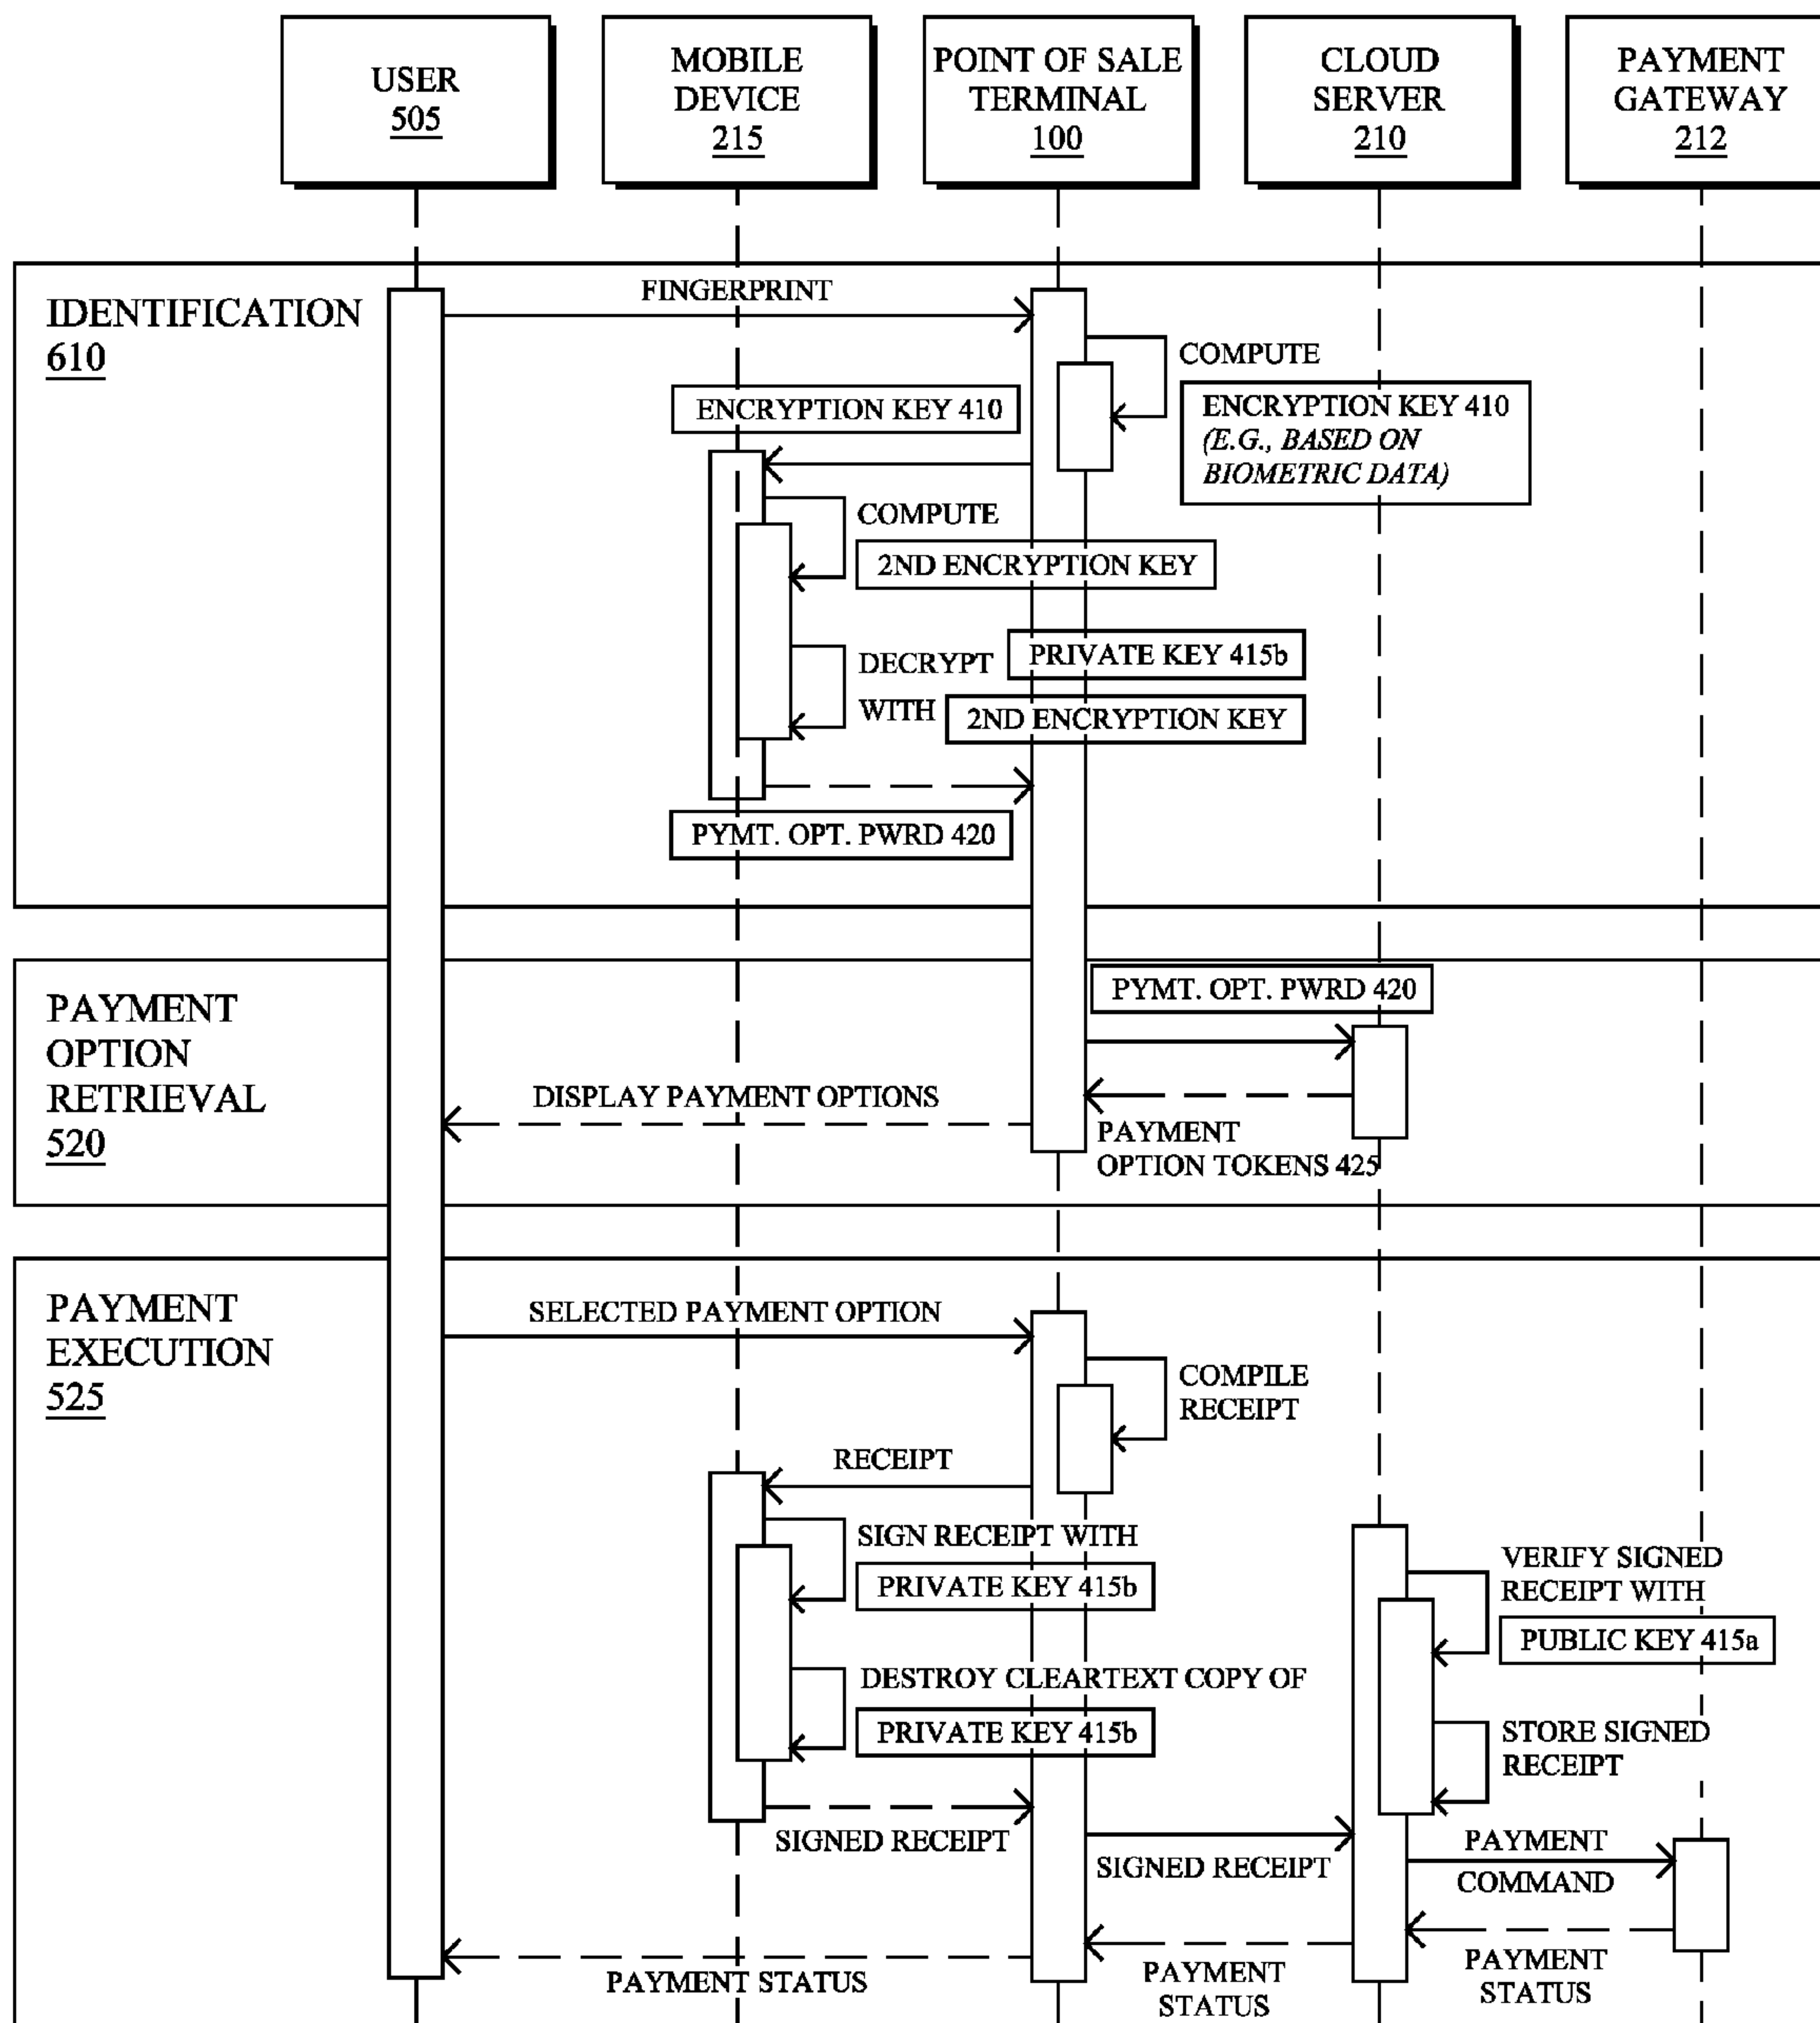 USER
505
MOBILE
DEVICE
215
POINT OF SALE
TERMINAL
100
CLOUD
SERVER
210
PAYMENT
GATEWAY
212
IDENTIFICATION
610
FINGERPRINT
COMPUTE
ENCRYPTION KEY 410
(E.G., BASED ON
BIOMETRIC DATA)
ENCRYPTION KEY 410
COMPUTE
2ND ENCRYPTION KEY
DECRYPT PRIVATE KEY 415b
WITH 2ND ENCRYPTION KEY
PYMT. OPT. PWRD 420
PAYMENT
OPTION
RETRIEVAL
520
PYMT. OPT. PWRD 420
DISPLAY PAYMENT OPTIONS
PAYMENT
OPTION TOKENS 425
PAYMENT
EXECUTION
525
SELECTED PAYMENT OPTION
COMPILE
RECEIPT
RECEIPT
SIGN RECEIPT WITH
PRIVATE KEY 415b
VERIFY SIGNED
RECEIPT WITH
PUBLIC KEY 415a
DESTROY CLEARTEXT COPY OF
PRIVATE KEY 415b
STORE SIGNED
RECEIPT
SIGNED RECEIPT
SIGNED RECEIPT
PAYMENT
COMMAND
PAYMENT STATUS
PAYMENT
STATUS
PAYMENT
STATUS